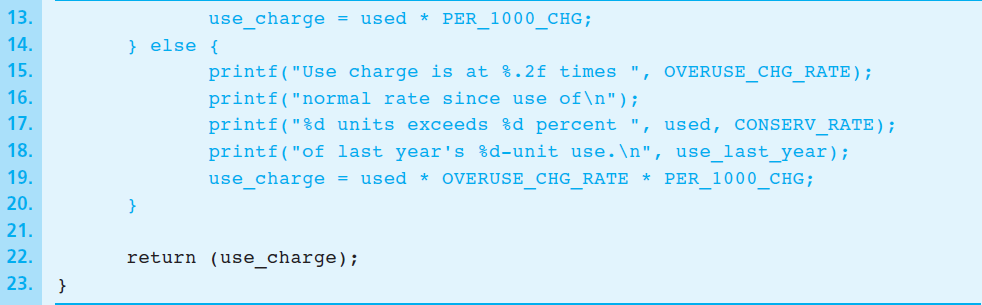 13. use_charge = used * PER_1000_CHG;
14. } else {
15. printf("Use charge is at %.2f times ", OVERUSE_CHG_RATE);
16. printf("normal rate since use of\n");
17. printf("%d units exceeds %d percent ", used, CONSERV_RATE);
18. printf("of last year's %d-unit use.\n", use_last_year);
19. use_charge = used * OVERUSE_CHG_RATE * PER_1000_CHG;
20. }
21.
22. return (use_charge);
23. }